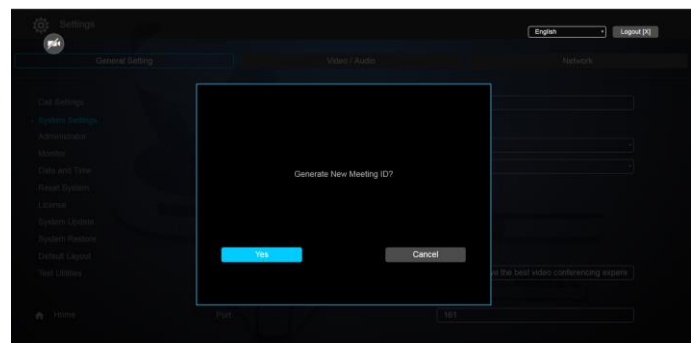 Settings
English
Logout [X]
General Setting
Video / Audio
Network
Call Settings
System Settings
Administrator
Monitor
Date and Time
Reset System
License
System Update
System Restore
Default Layout
Test Utilities
Home
Generate New Meeting ID?
Yes
Cancel
the best video conferencing experie
Port
161